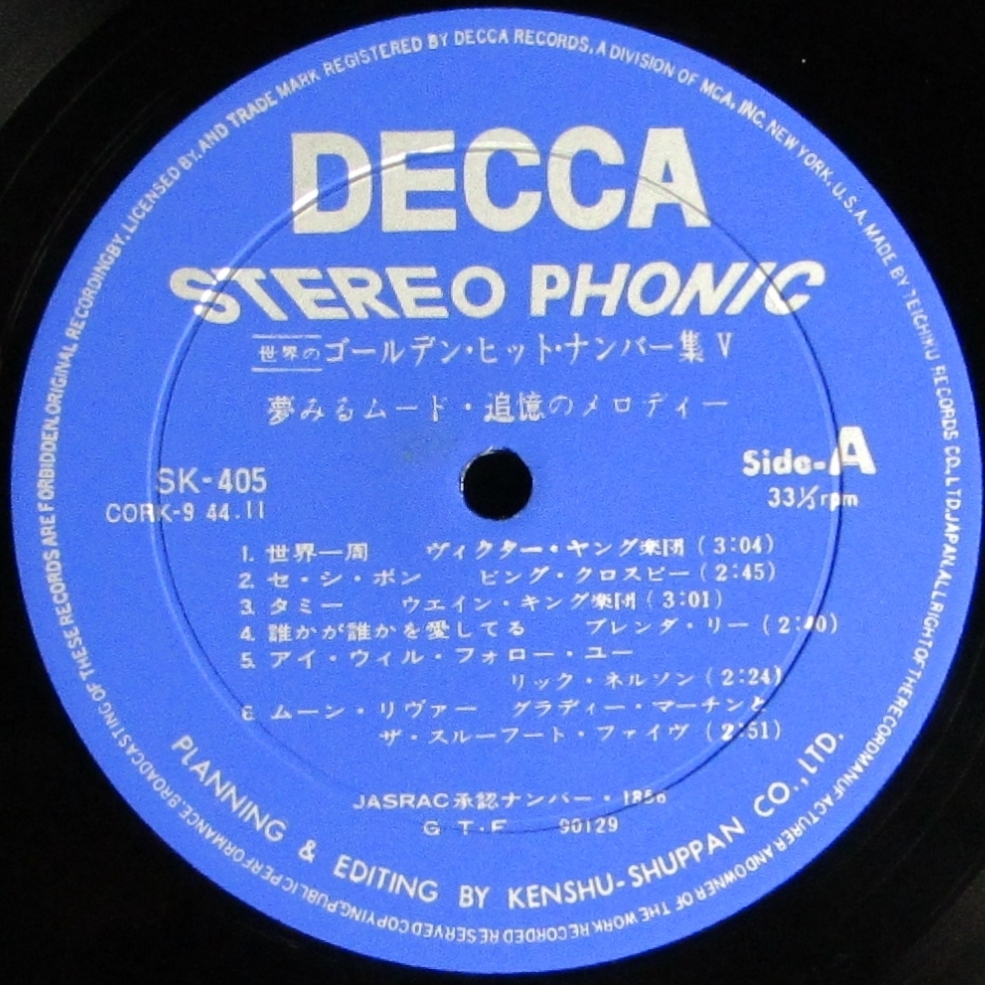 DECCA
STEREO PHONIC
世界の ゴールデン・ヒット・ナンバー集 V
夢みるムード・追憶のメロディー
SK-405
CORK-9 44.11
Side-A
33⅓rpm
1. 世界一周 ヴィクター・ヤング楽団 (3:04)
2. セ・シ・ボン ビング・クロスビー (2:45)
3. タミー ウエイン・キング楽団 (3:01)
4. 誰かが誰かを愛してる ブレンダ・リー (2:40)
5. アイ・ウィル・フォロー・ユー
リック・ネルソン (2:24)
6. ムーン・リヴァー グラディー・マーチンと
ザ・スルーフート・ファイヴ (2:51)
JASRAC承認ナンバー・1856
G・T・F 90129
PLANNING & EDITING BY KENSHU-SHUPPAN CO., LTD.
LICENSED BY, AND TRADE MARK REGISTERED BY DECCA RECORDS, A DIVISION OF MCA, INC. NEW YORK, U.S.A. MADE BY TEICHIKU RECORDS CO., LTD. JAPAN, ALL RIGHT OF THE RECORD MANUFACTURER AND OWNER OF THE WORK RECORDED RESERVED COPYING, PUBLIC PERFORMANCE, BROADCASTING OF THESE RECORDS ARE FORBIDDEN. ORIGINAL RECORDING BY,